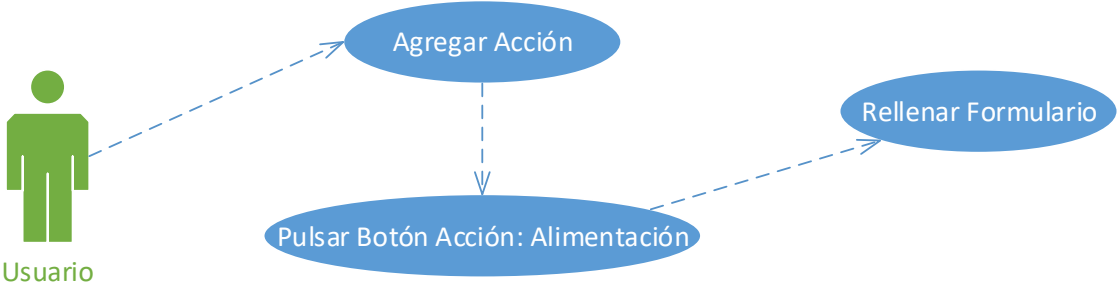 Agregar Acción
Rellenar Formulario
Pulsar Botón Acción: Alimentación
Usuario